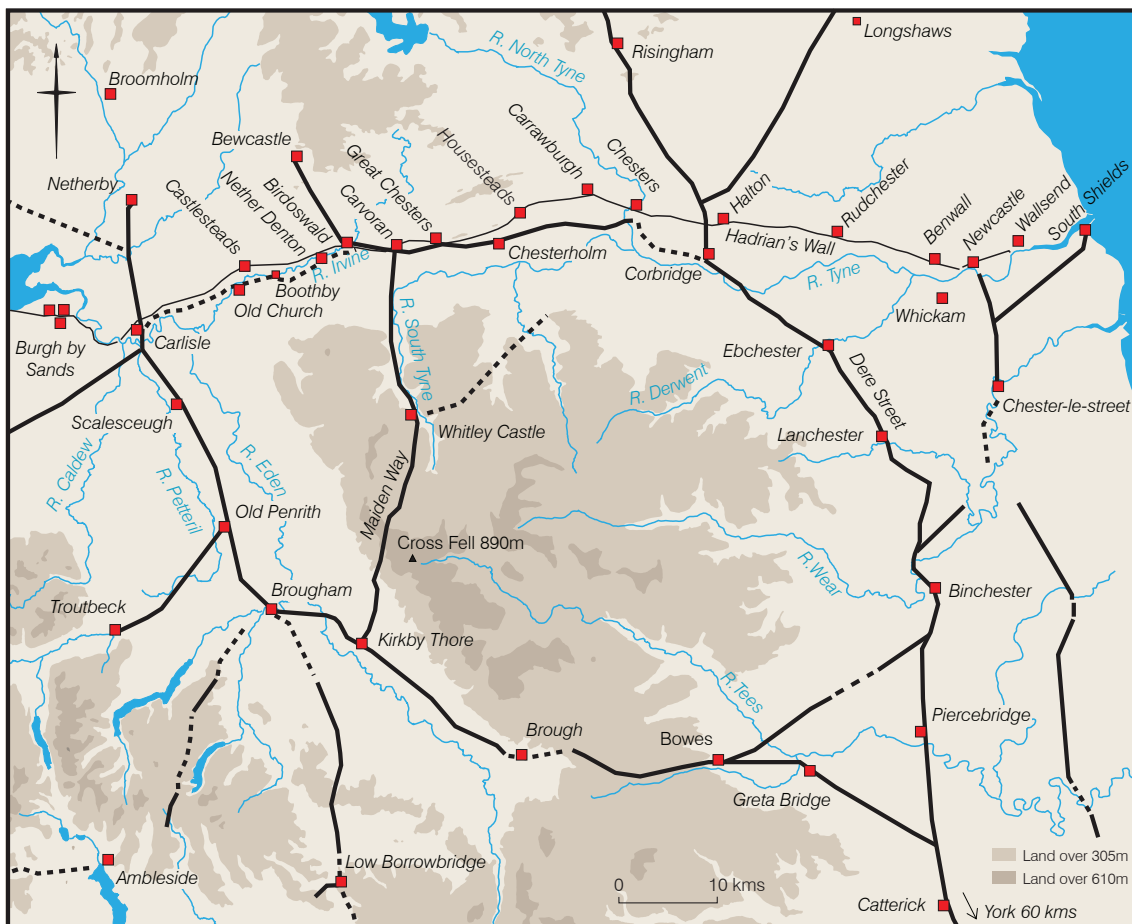 Longshaws
R. North Tyne
Risingham
Broomholm
Bewcastle
Netherby
Castlesteads
Nether Denton
Birdoswald
Carvoran
Great Chesters
Housesteads
Carrawburgh
Chesters
Halton
Rudchester
Benwall
Newcastle
Wallsend
South Shields
Hadrian's Wall
Chesterholm
Corbridge
R. Tyne
R. Irvine
Boothby
Old Church
Whickam
Burgh by
Sands
Carlisle
R. South Tyne
Ebchester
Dere Street
R. Derwent
Chester-le-street
Scalesceugh
Whitley Castle
Lanchester
R. Caldew
R. Petteril
R. Eden
Maiden Way
Old Penrith
Cross Fell 890m
R.Wear
Binchester
Troutbeck
Brougham
Kirkby Thore
R.Tees
Piercebridge
Brough
Bowes
Greta Bridge
Low Borrowbridge
Ambleside
0 10 kms
Land over 305m
Land over 610m
Catterick
York 60 kms